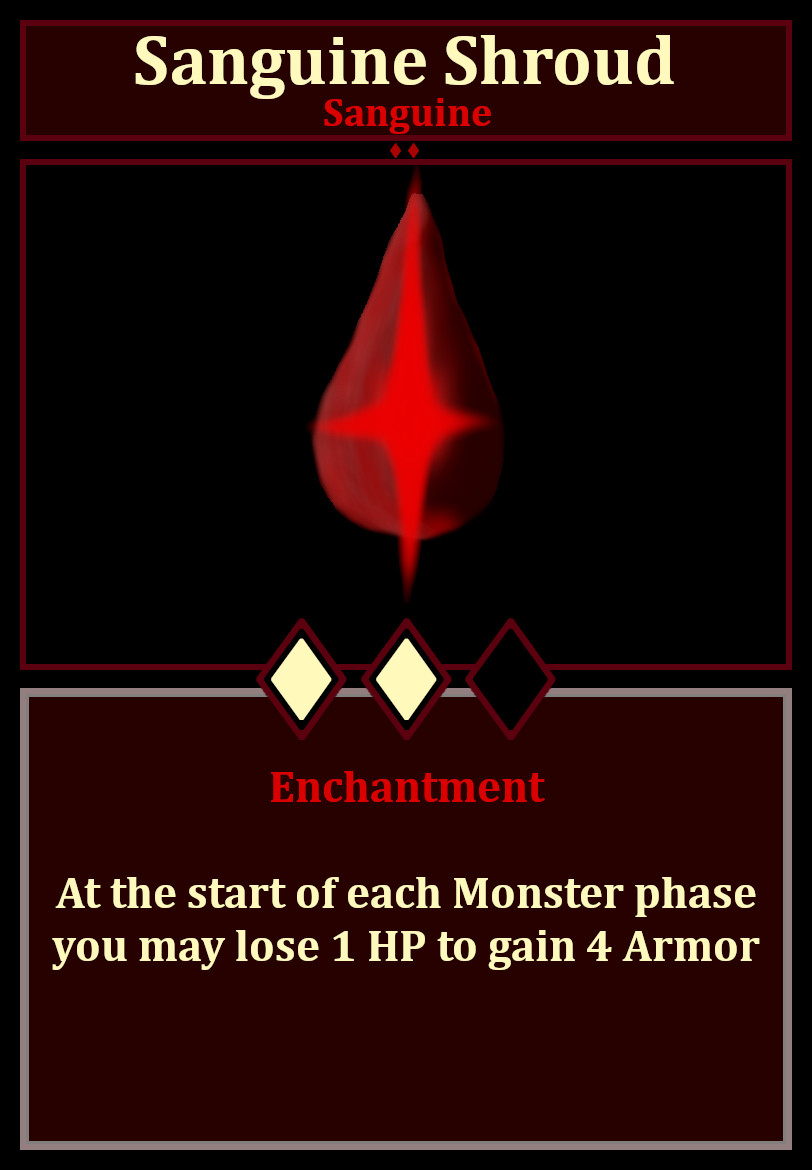 Sanguine Shroud
Sanguine
Enchantment
At the start of each Monster phase
you may lose 1 HP to gain 4 Armor